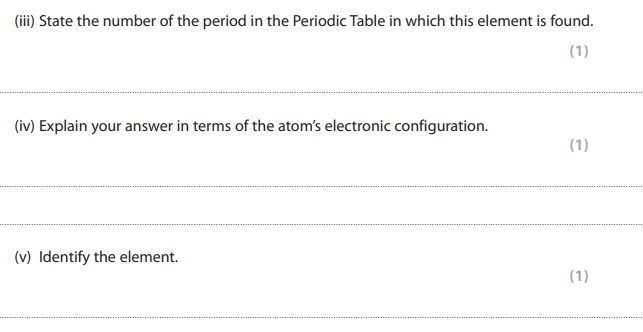 (iii) State the number of the period in the Periodic Table in which this element is found.
(1)
(iv) Explain your answer in terms of the atom’s electronic configuration.
(1)
(v) Identify the element.
(1)